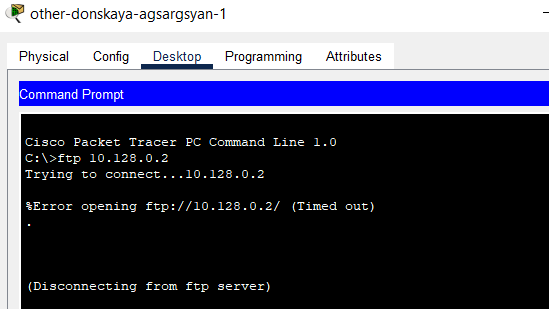 other-donskaya-agsargsyan-1
Physical Config Desktop Programming Attributes
Command Prompt
Cisco Packet Tracer PC Command Line 1.0
C:\>ftp 10.128.0.2
Trying to connect...10.128.0.2
%Error opening ftp://10.128.0.2/ (Timed out)
.
(Disconnecting from ftp server)